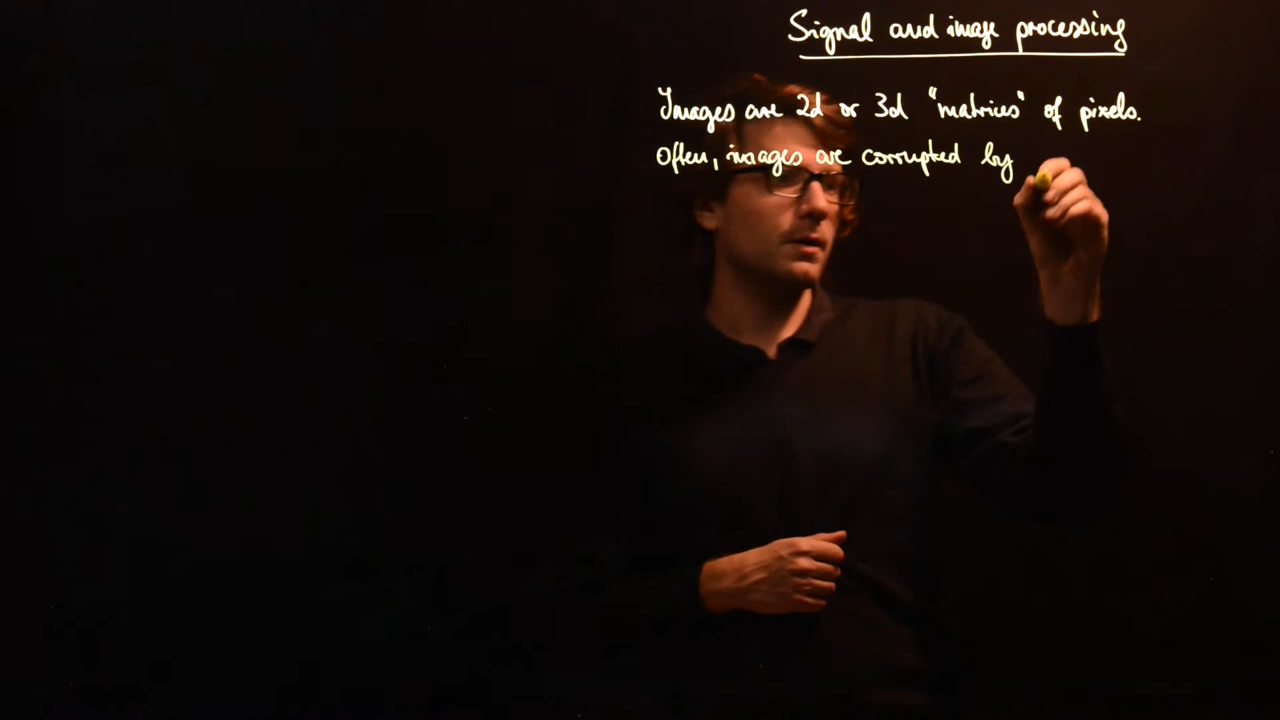 Signal and image processing
Images are 2d or 3d "matrices" of pixels.
Often, images are corrupted by